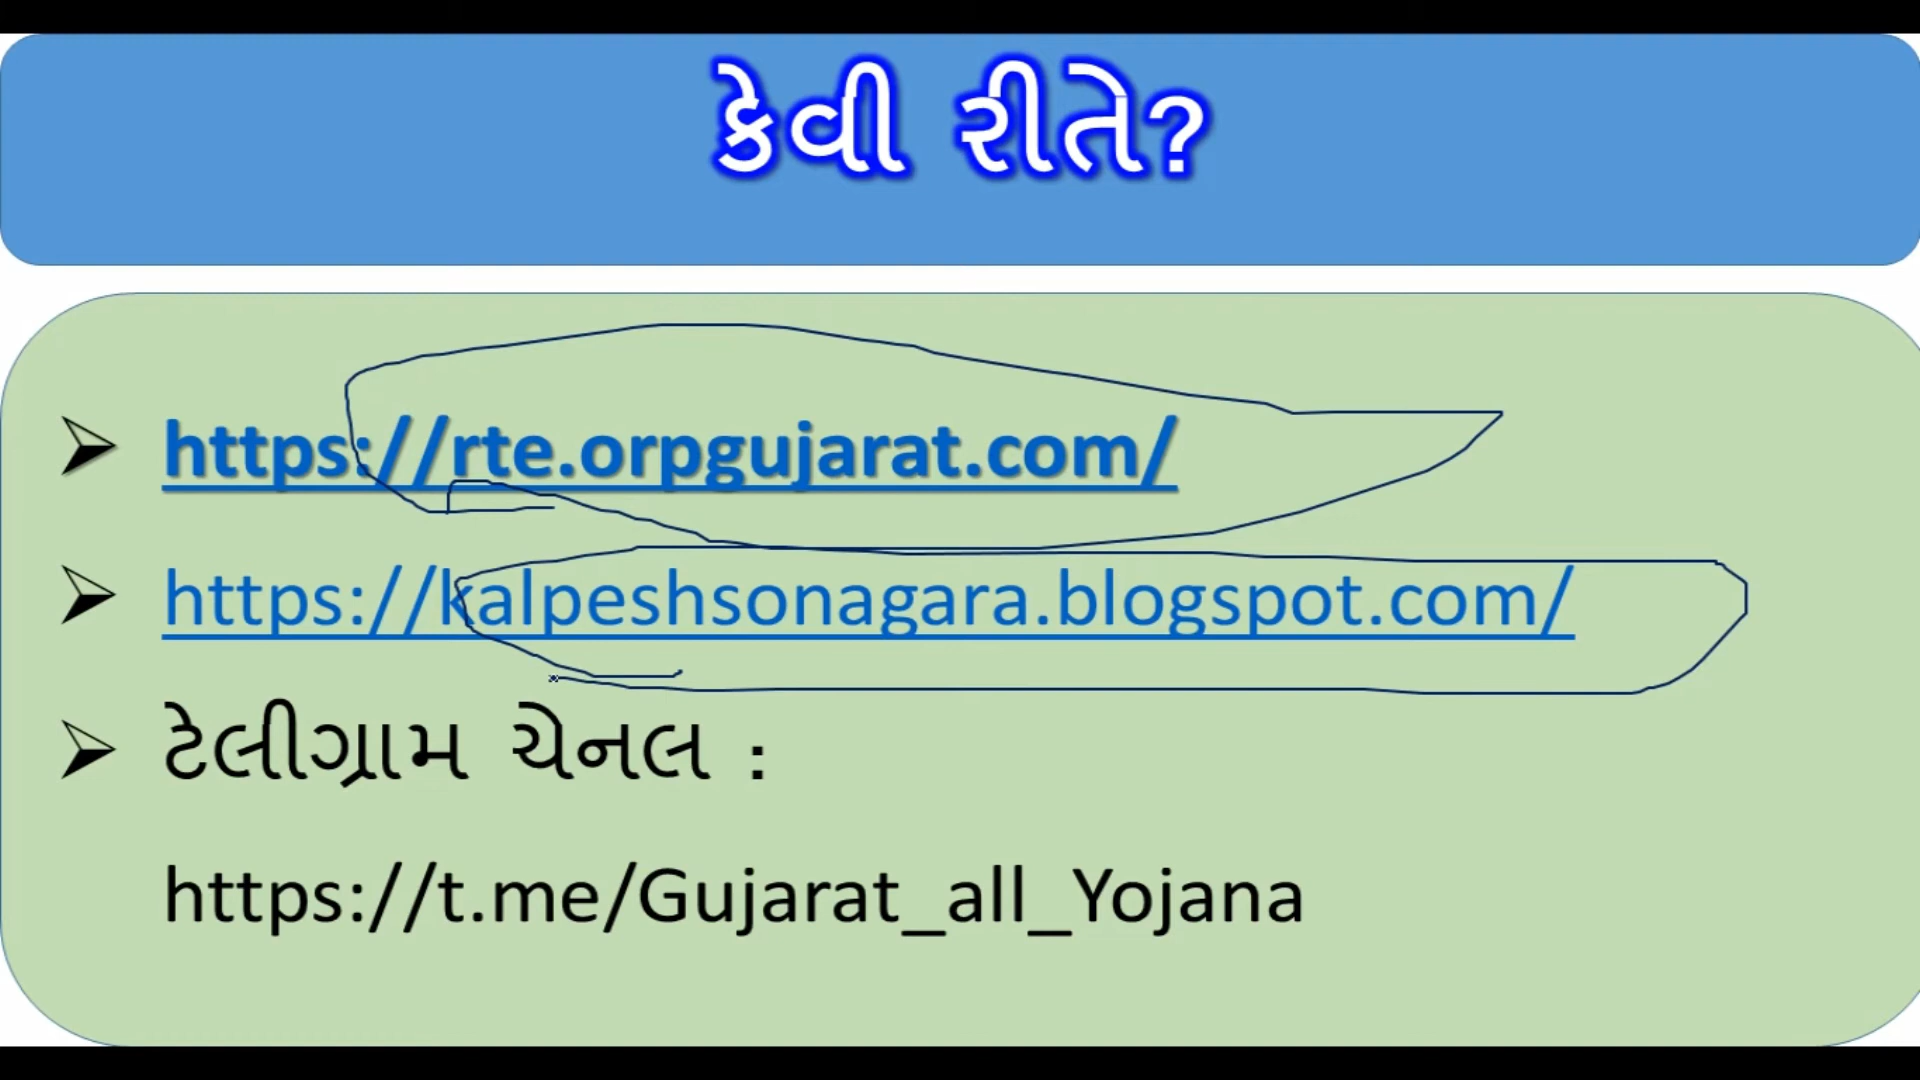 કેવી રીતે?
https://rte.orpgujarat.com/
https://kalpeshsonagara.blogspot.com/
ટેલીગ્રામ ચેનલ :
https://t.me/Gujarat_all_Yojana